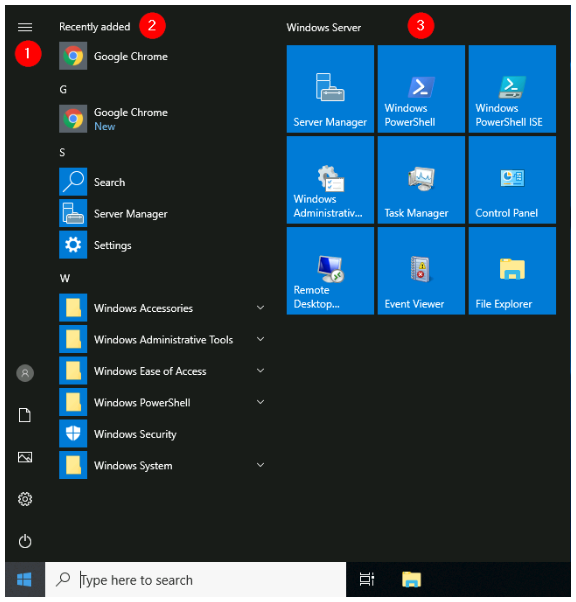 Recently added
2
Windows Server
3
1
Google Chrome
G
Google Chrome
New
S
Search
Server Manager
Settings
W
Windows Accessories
Windows Administrative Tools
Windows Ease of Access
Windows PowerShell
Windows Security
Windows System
Server Manager
Windows
PowerShell
Windows
PowerShell ISE
Windows
Administrativ...
Task Manager
Control Panel
Remote
Desktop...
Event Viewer
File Explorer
Type here to search